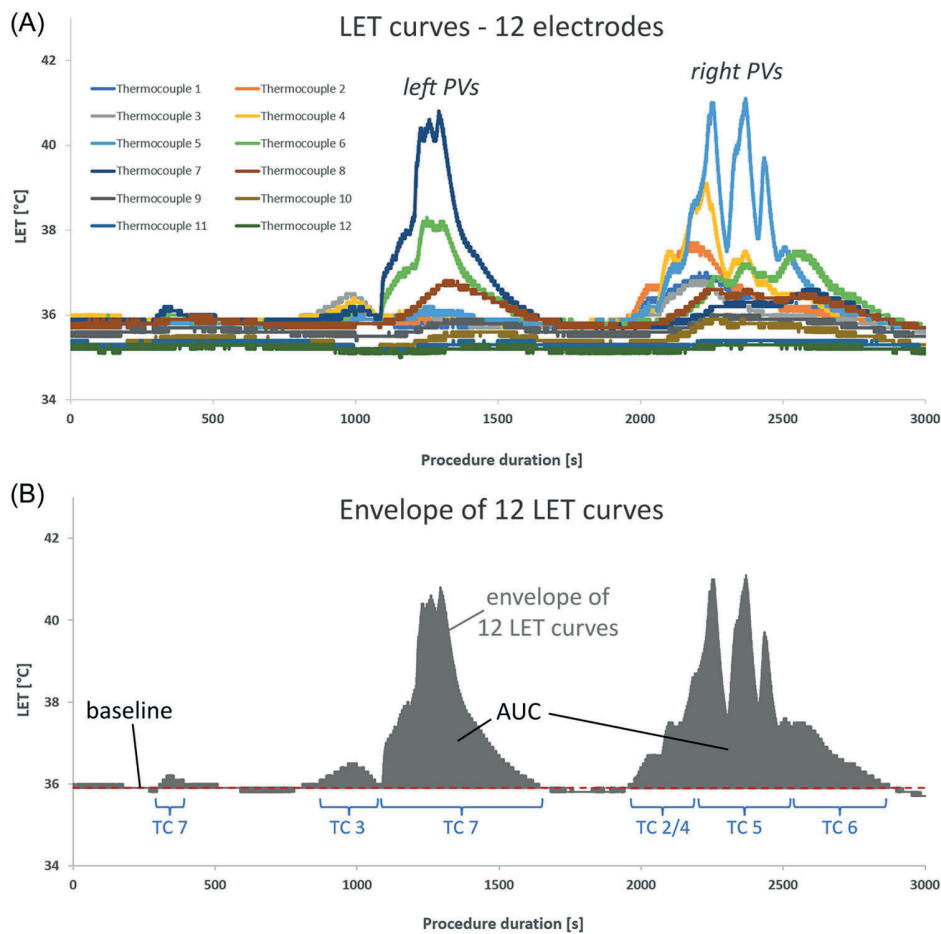 (A)
LET curves - 12 electrodes
42
40
38
36
34
LET [°C]
Thermocouple 1
Thermocouple 2
Thermocouple 3
Thermocouple 4
Thermocouple 5
Thermocouple 6
Thermocouple 7
Thermocouple 8
Thermocouple 9
Thermocouple 10
Thermocouple 11
Thermocouple 12
left PVs
right PVs
0 500 1000 1500 2000 2500 3000
Procedure duration [s]
(B)
Envelope of 12 LET curves
42
40
38
36
34
LET [°C]
envelope of
12 LET curves
baseline
AUC
TC 7
TC 3
TC 7
TC 2/4
TC 5
TC 6
0 500 1000 1500 2000 2500 3000
Procedure duration [s]